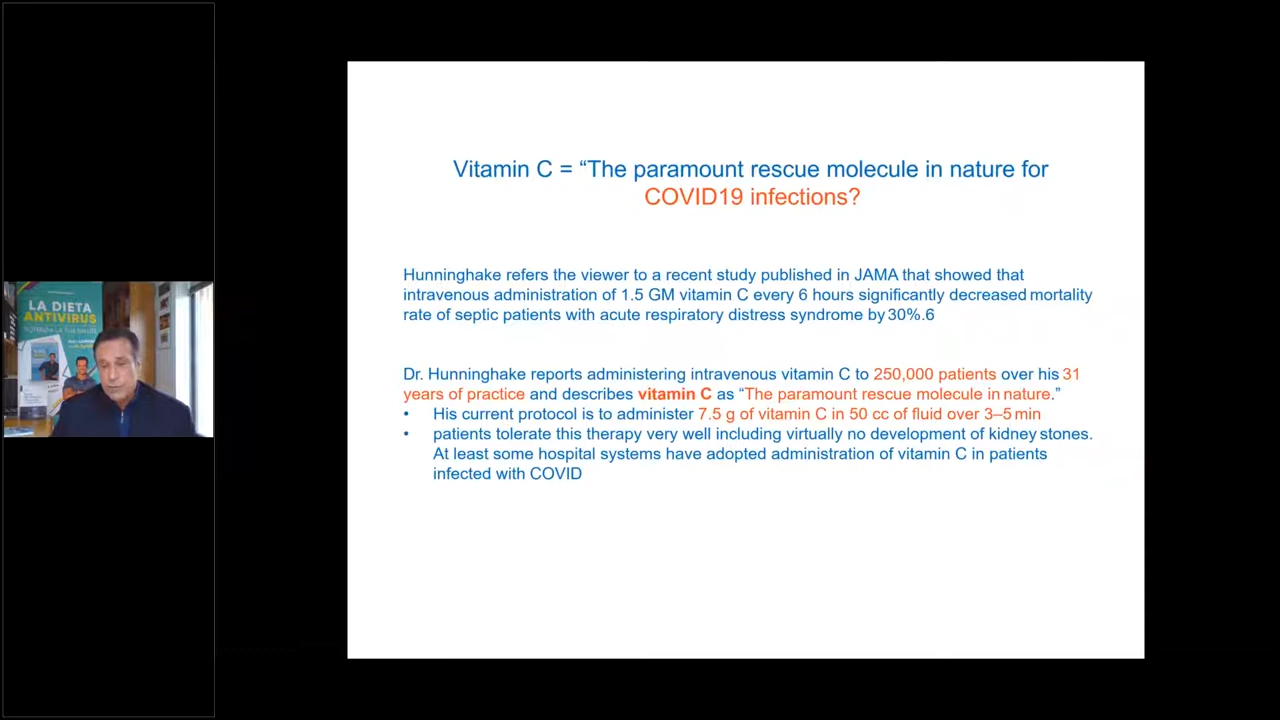 LA DIETA
ANTIVIRUS
Vitamin C = “The paramount rescue molecule in nature for
COVID19 infections?
Hunninghake refers the viewer to a recent study published in JAMA that showed that
intravenous administration of 1.5 GM vitamin C every 6 hours significantly decreased mortality
rate of septic patients with acute respiratory distress syndrome by 30%.6
Dr. Hunninghake reports administering intravenous vitamin C to 250,000 patients over his 31
years of practice and describes vitamin C as “The paramount rescue molecule in nature.”
• His current protocol is to administer 7.5 g of vitamin C in 50 cc of fluid over 3–5 min
• patients tolerate this therapy very well including virtually no development of kidney stones.
At least some hospital systems have adopted administration of vitamin C in patients
infected with COVID